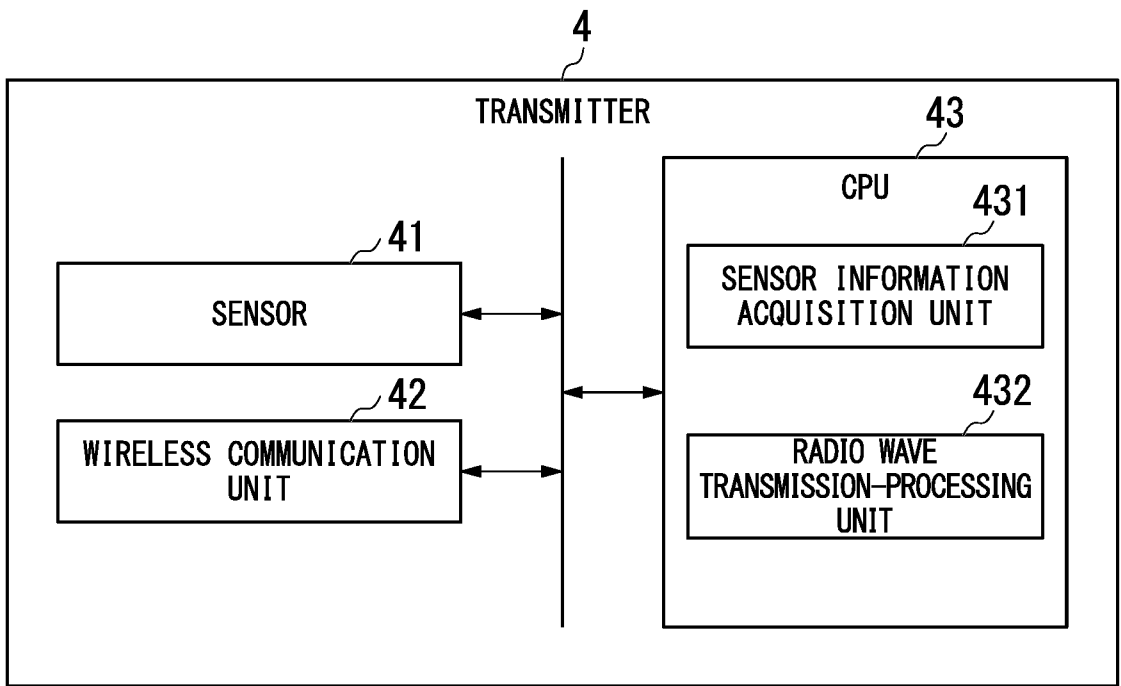 4
TRANSMITTER
43
CPU
431
SENSOR INFORMATION
ACQUISITION UNIT
41
SENSOR
42
WIRELESS COMMUNICATION
UNIT
432
RADIO WAVE
TRANSMISSION-PROCESSING
UNIT